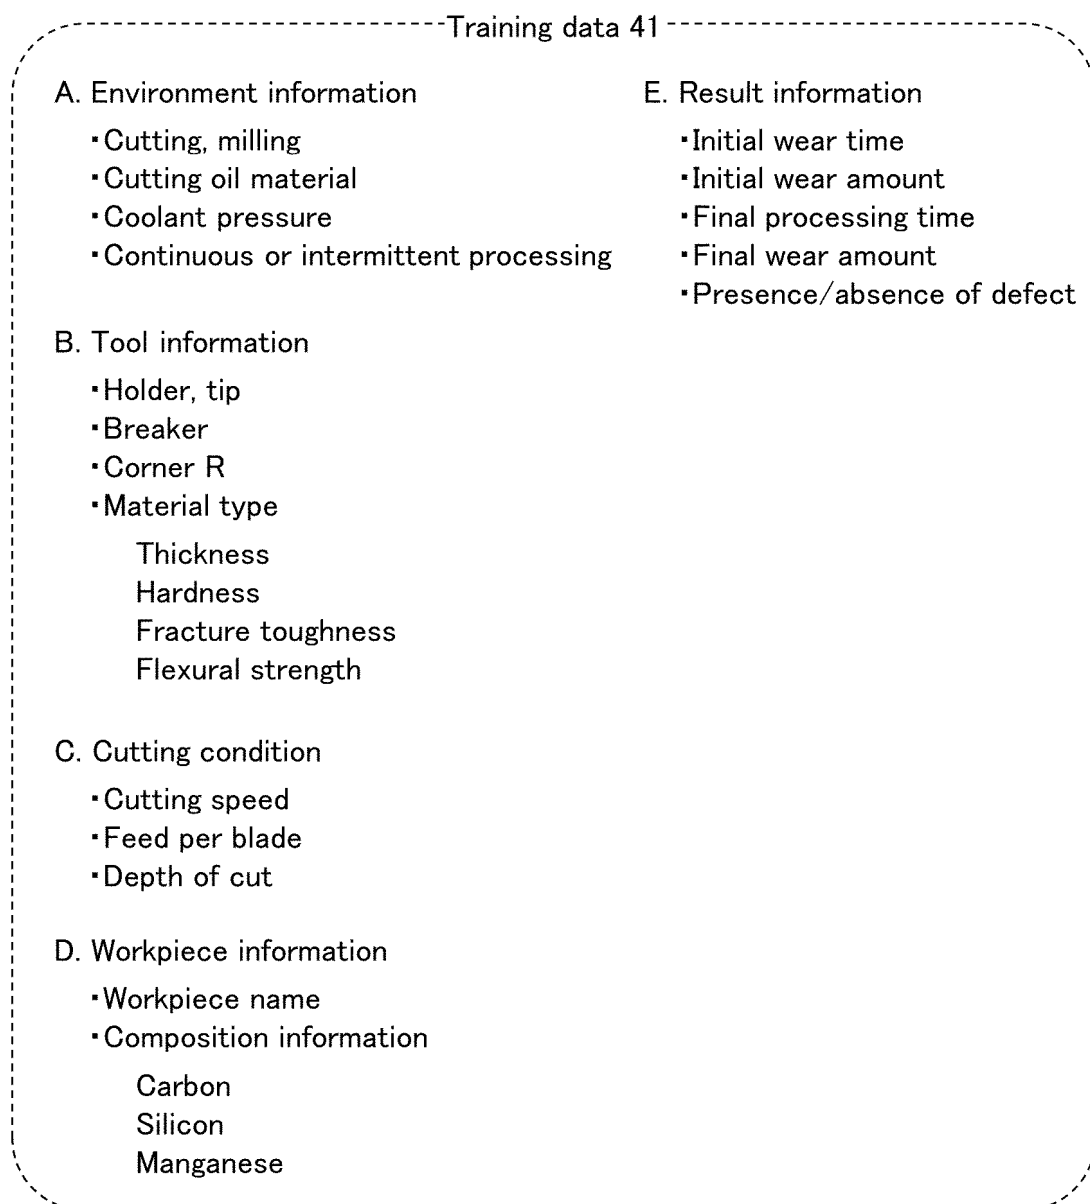 Training data 41
A. Environment information
・Cutting, milling
・Cutting oil material
・Coolant pressure
・Continuous or intermittent processing
B. Tool information
・Holder, tip
・Breaker
・Corner R
・Material type
Thickness
Hardness
Fracture toughness
Flexural strength
C. Cutting condition
・Cutting speed
・Feed per blade
・Depth of cut
D. Workpiece information
・Workpiece name
・Composition information
Carbon
Silicon
Manganese
E. Result information
・Initial wear time
・Initial wear amount
・Final processing time
・Final wear amount
・Presence/absence of defect